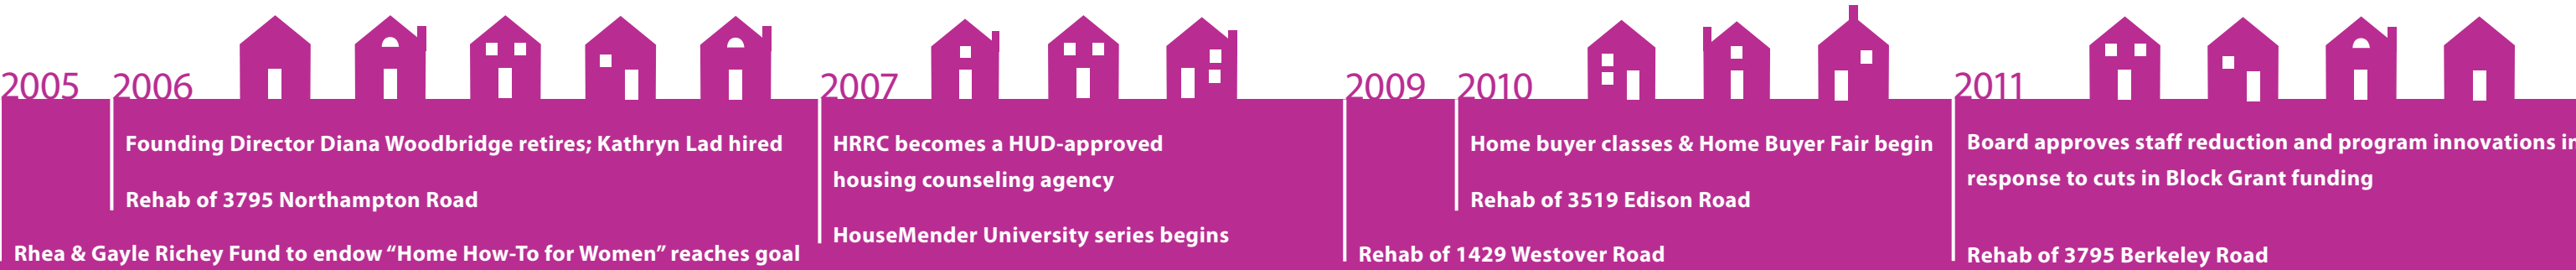 2005
Rhea & Gayle Richey Fund to endow “Home How-To for Women” reaches goal
2006
Founding Director Diana Woodbridge retires; Kathryn Lad hired
Rehab of 3795 Northampton Road
2007
HRRC becomes a HUD-approved
housing counseling agency
HouseMender University series begins
2009
Rehab of 1429 Westover Road
2010
Home buyer classes & Home Buyer Fair begin
Rehab of 3519 Edison Road
2011
Board approves staff reduction and program innovations in
response to cuts in Block Grant funding
Rehab of 3795 Berkeley Road